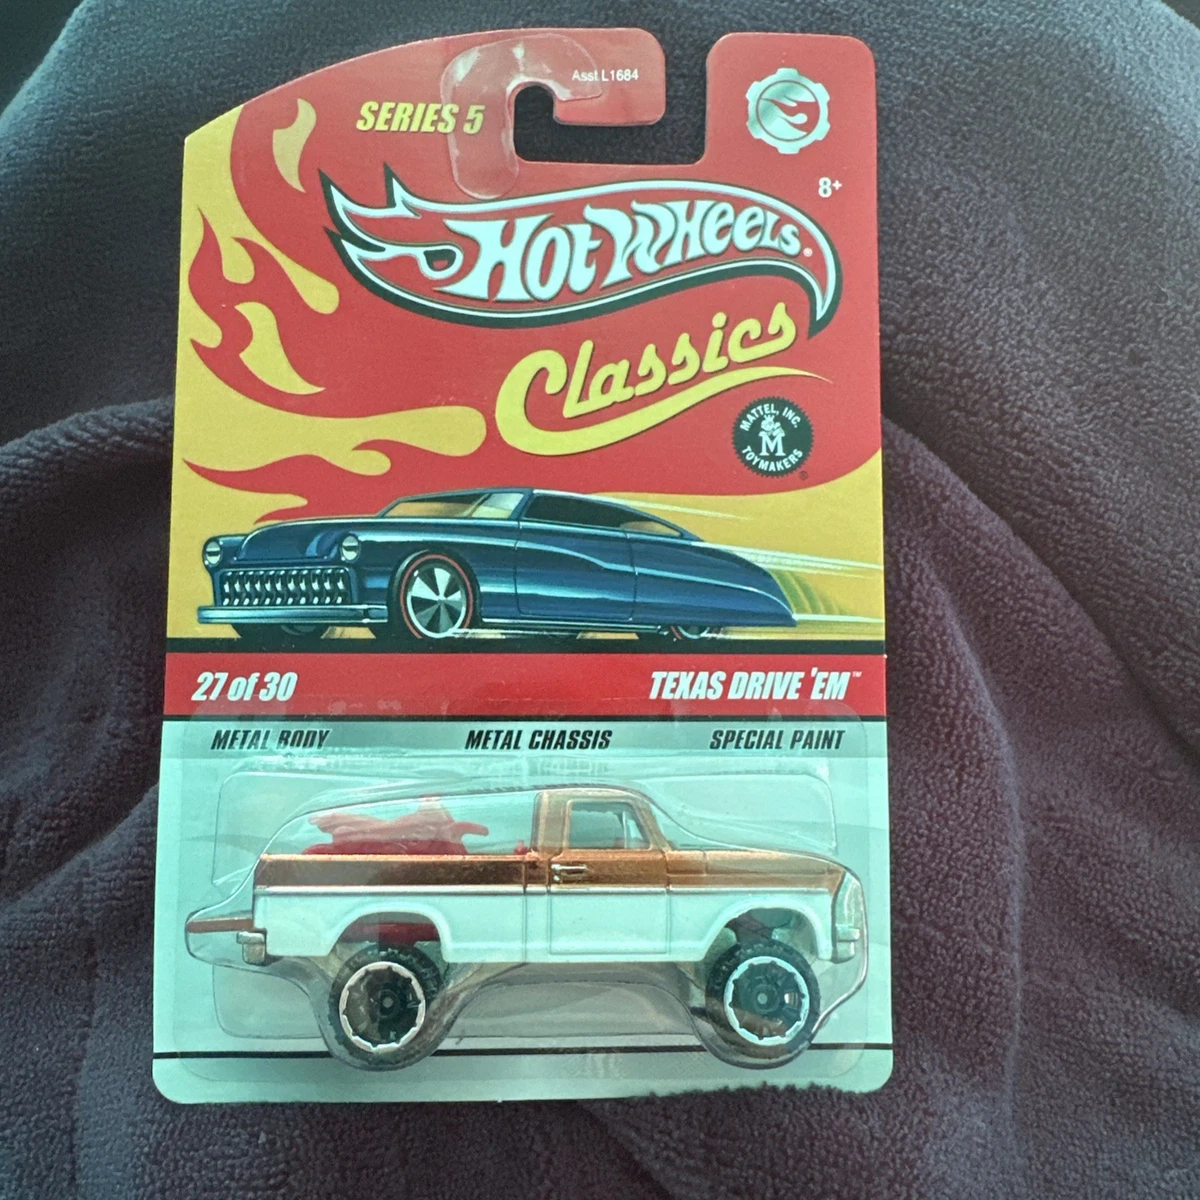 Asst L1684
SERIES 5
8+
HOT WHEELS®
Classics
MATTEL, INC.
M
TOYMAKERS®
27 of 30
TEXAS DRIVE 'EM™
METAL BODY
METAL CHASSIS
SPECIAL PAINT